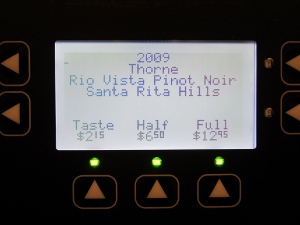 2009
Thorne
Rio Vista Pinot Noir
Santa Rita Hills
Taste Half Full
$2¹⁵ $6⁵⁰ $12⁹⁵